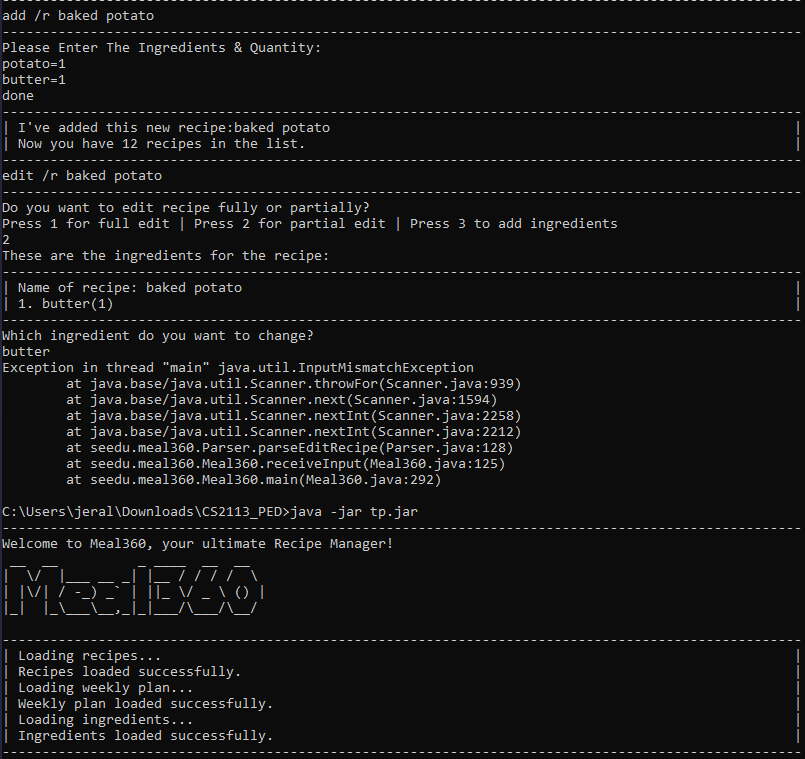 add /r baked potato
Please Enter The Ingredients & Quantity:
potato=1
butter=1
done
| I've added this new recipe:baked potato |
| Now you have 12 recipes in the list. |
edit /r baked potato
Do you want to edit recipe fully or partially?
Press 1 for full edit | Press 2 for partial edit | Press 3 to add ingredients
2
These are the ingredients for the recipe:
| Name of recipe: baked potato |
| 1. butter(1) |
Which ingredient do you want to change?
butter
Exception in thread "main" java.util.InputMismatchException
at java.base/java.util.Scanner.throwFor(Scanner.java:939)
at java.base/java.util.Scanner.next(Scanner.java:1594)
at java.base/java.util.Scanner.nextInt(Scanner.java:2258)
at java.base/java.util.Scanner.nextInt(Scanner.java:2212)
at seedu.meal360.Parser.parseEditRecipe(Parser.java:128)
at seedu.meal360.Meal360.receiveInput(Meal360.java:125)
at seedu.meal360.Meal360.main(Meal360.java:292)
C:\Users\jeral\Downloads\CS2113_PED>java -jar tp.jar
Welcome to Meal360, your ultimate Recipe Manager!
Meal360
| Loading recipes... |
| Recipes loaded successfully. |
| Loading weekly plan... |
| Weekly plan loaded successfully. |
| Loading ingredients... |
| Ingredients loaded successfully. |